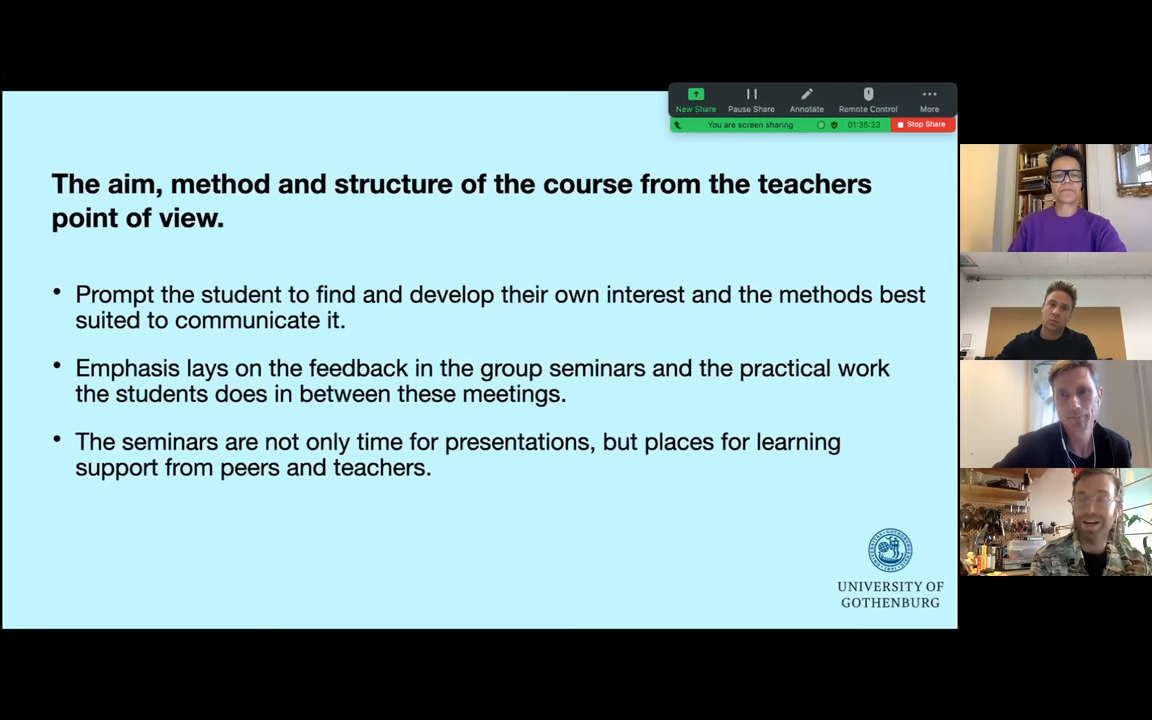 New Share
Pause Share
Annotate
Remote Control
More
You are screen sharing
01:35:23
Stop Share
The aim, method and structure of the course from the teachers
point of view.
• Prompt the student to find and develop their own interest and the methods best
suited to communicate it.
• Emphasis lays on the feedback in the group seminars and the practical work
the students does in between these meetings.
• The seminars are not only time for presentations, but places for learning
support from peers and teachers.
UNIVERSITY OF
GOTHENBURG